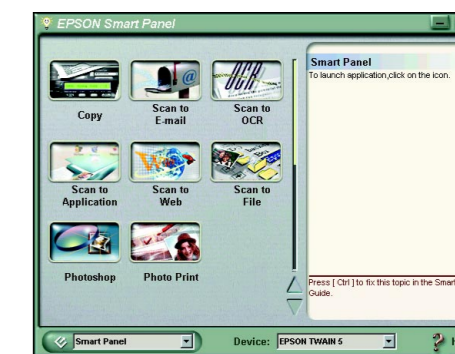 EPSON Smart Panel
Copy
Scan to
E-mail
@
Scan to
OCR
OCR
Scan to
Application
Scan to
Web
Web
Scan to
File
Photoshop
Photo Print
Smart Panel
To launch application,click on the icon.
Press [ Ctrl ] to fix this topic in the Smart
Guide.
Smart Panel
Device:
EPSON TWAIN 5